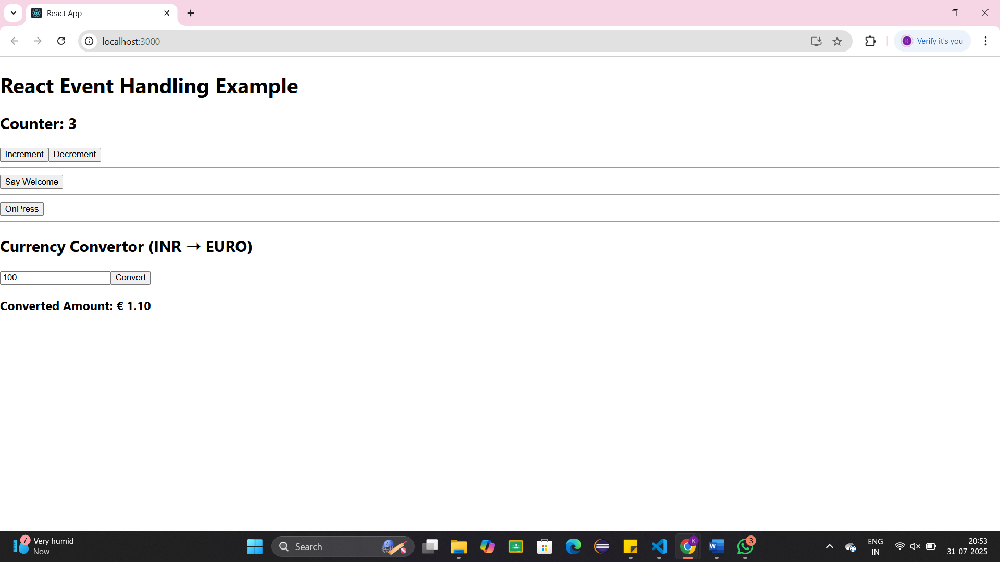 React App
localhost:3000
K
Verify it's you
React Event Handling Example
Counter: 3
Increment Decrement
Say Welcome
OnPress
Currency Convertor (INR → EURO)
100 Convert
Converted Amount: € 1.10
7
Very humid
Now
Search
K
W
3
ENG
IN
20:53
31-07-2025